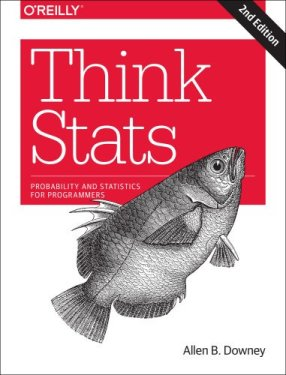 O'REILLY®
2nd Edition
Think
Stats
PROBABILITY AND STATISTICS
FOR PROGRAMMERS
Allen B. Downey